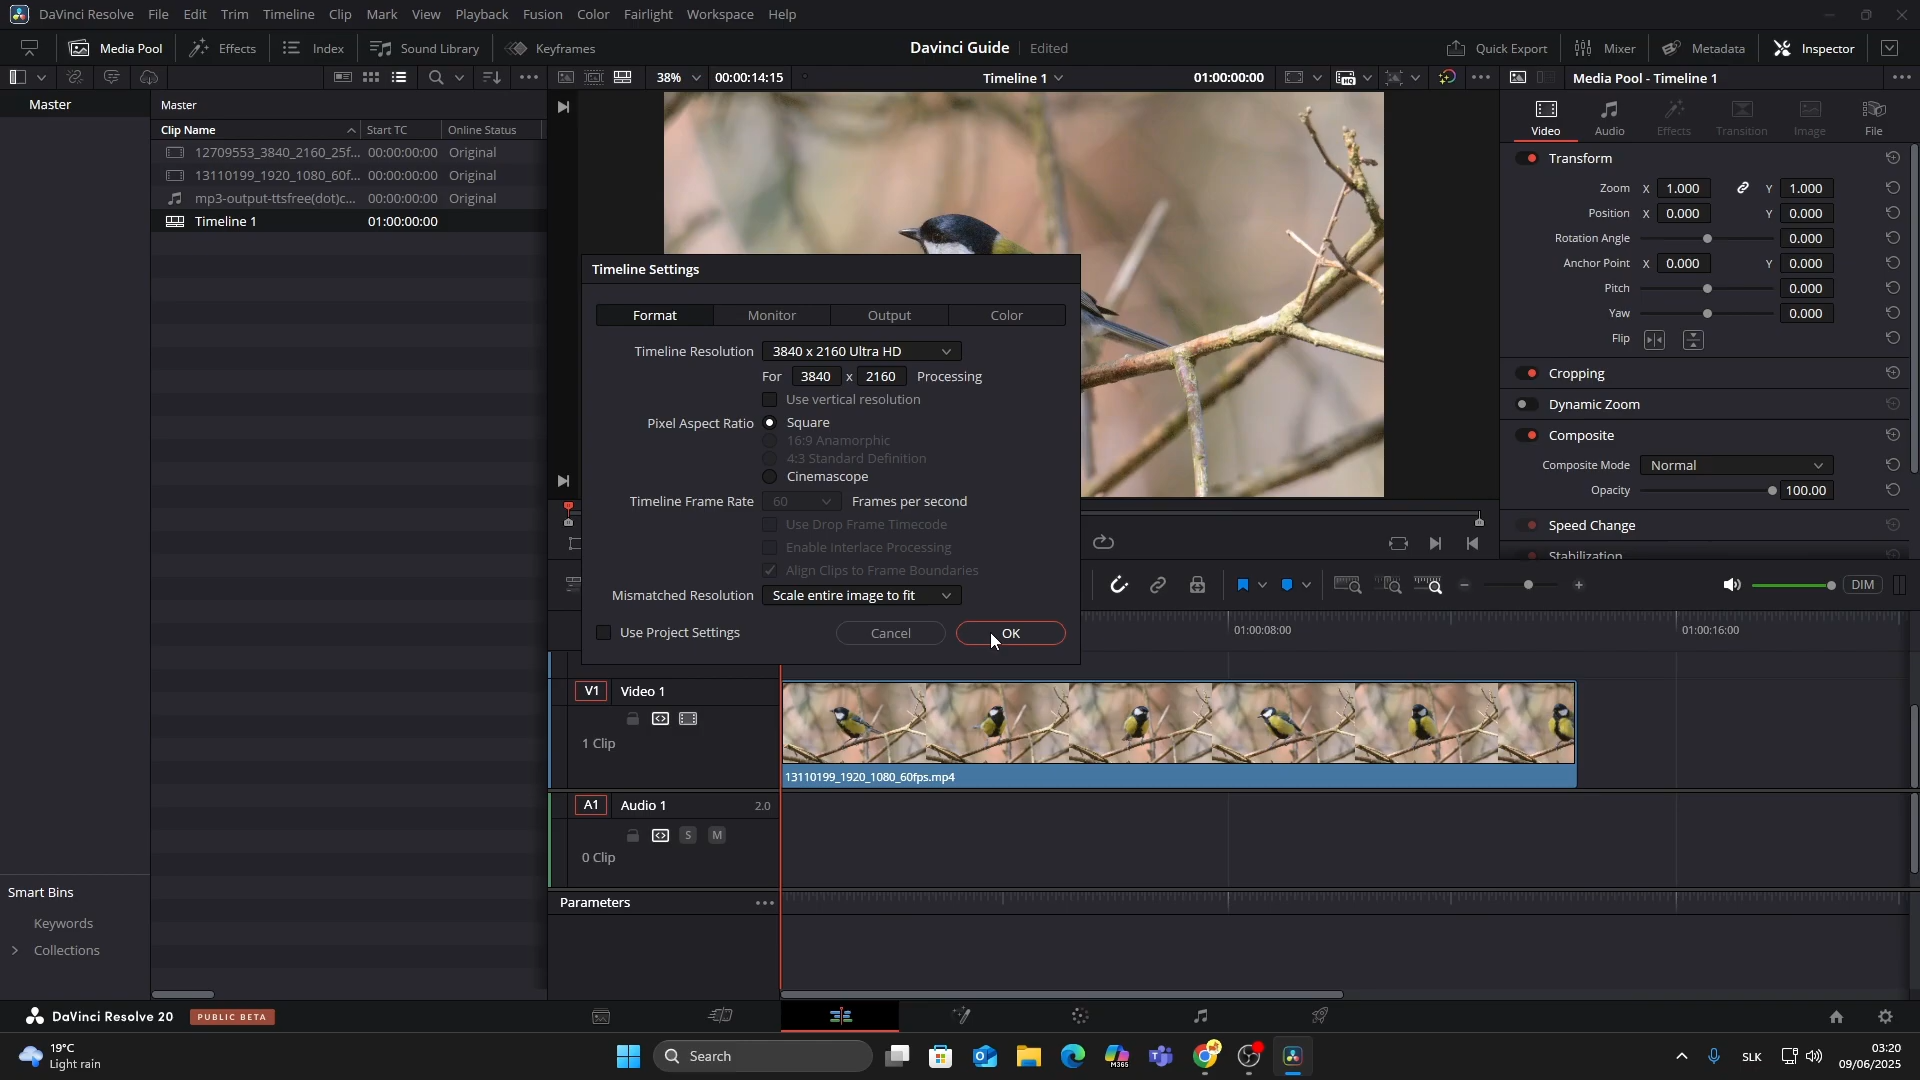 DaVinci Resolve File Edit Trim Timeline Clip Mark View Playback Fusion Color Fairlight Workspace Help
Media Pool Effects Index Sound Library Keyframes Davinci Guide Edited Quick Export Mixer Metadata Inspector
38% 00:00:14:15 Timeline 1 01:00:00:00 Media Pool - Timeline 1
Master
Master
Clip Name Start TC Online Status
12709553_3840_2160_25f... 00:00:00:00 Original
13110199_1920_1080_60f... 00:00:00:00 Original
mp3-output-ttsfree(dot)c... 00:00:00:00 Original
Timeline 1 01:00:00:00
Video Audio Effects Transition Image File
Transform
Zoom X 1.000 Y 1.000
Position X 0.000 Y 0.000
Rotation Angle 0.000
Anchor Point X 0.000 Y 0.000
Pitch 0.000
Yaw 0.000
Flip
Cropping
Dynamic Zoom
Composite
Composite Mode Normal
Opacity 100.00
Speed Change
Stabilization
Timeline Settings
Format Monitor Output Color
Timeline Resolution 3840 x 2160 Ultra HD
For 3840 x 2160 Processing
Use vertical resolution
Pixel Aspect Ratio Square
16:9 Anamorphic
4:3 Standard Definition
Cinemascope
Timeline Frame Rate 60 Frames per second
Use Drop Frame Timecode
Enable Interlace Processing
Align Clips to Frame Boundaries
Mismatched Resolution Scale entire image to fit
Use Project Settings Cancel OK
DIM
01:00:08:00 01:00:16:00
V1 Video 1
1 Clip
13110199_1920_1080_60fps.mp4
A1 Audio 1 2.0
S M
0 Clip
Parameters
Smart Bins
Keywords
Collections
DaVinci Resolve 20 PUBLIC BETA
19°C
Light rain
Search
M365
SLK
03:20
09/06/2025